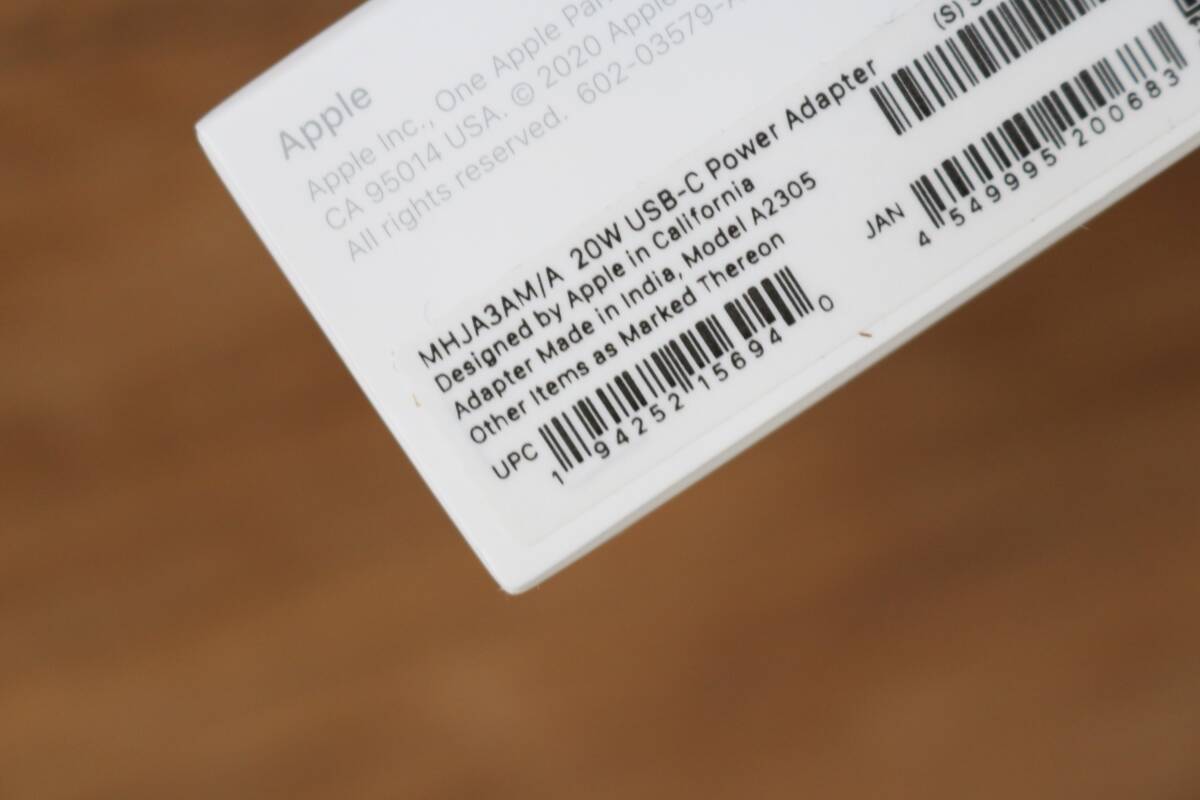 Apple
Apple Inc., One Apple Park
CA 95014 USA. © 2020 Apple
All rights reserved. 602-03579-A
MHJA3AM/A 20W USB-C Power Adapter
Designed by Apple in California
Adapter Made in India, Model A2305
Other Items as Marked Thereon
UPC
1 94252 15694 0
(S)
JAN
4 549995 200683